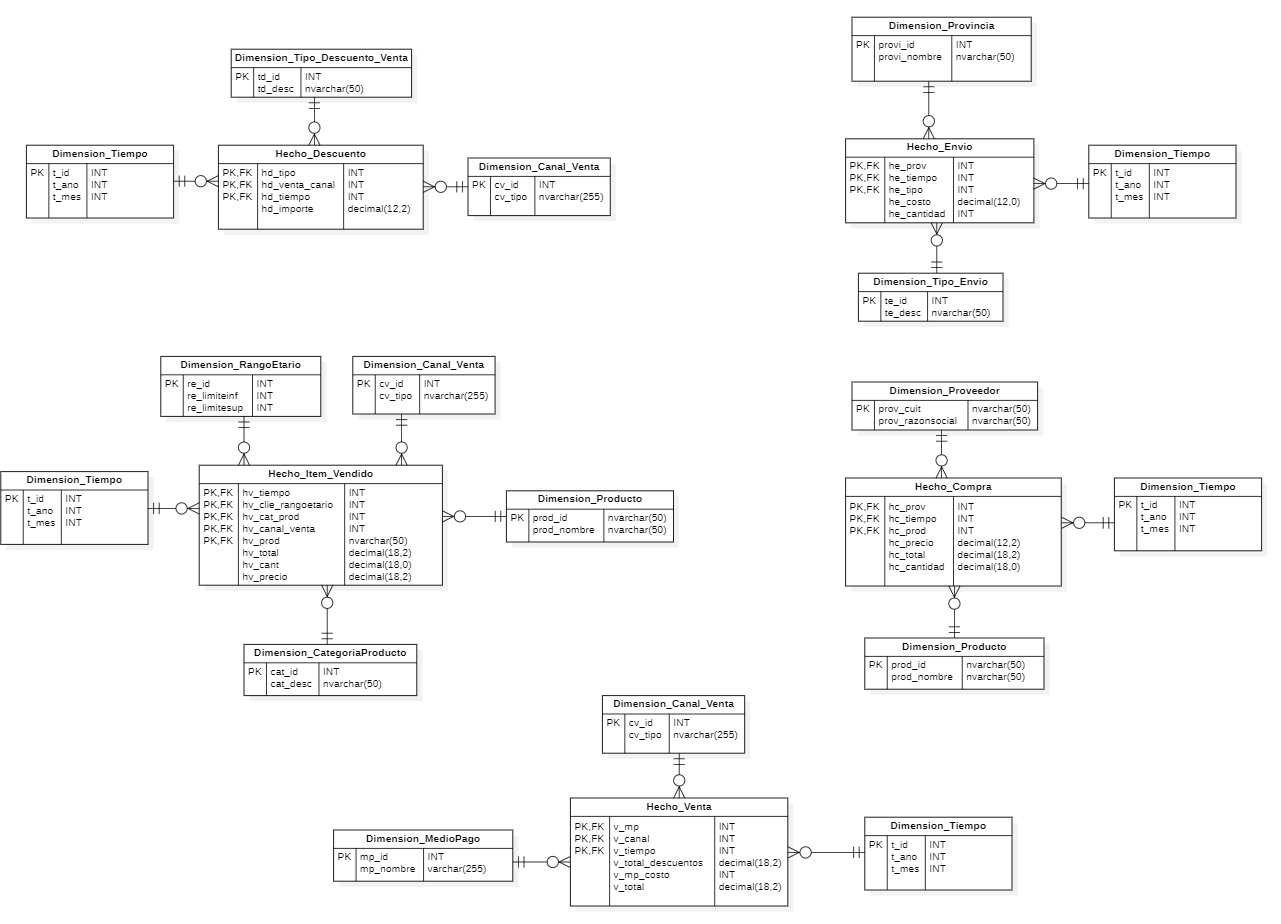 Dimension_Tipo_Descuento_Venta
PK td_id INT
td_desc nvarchar(50)
Dimension_Tiempo
PK t_id INT
t_ano INT
t_mes INT
Hecho_Descuento
PK,FK hd_tipo INT
PK,FK hd_venta_canal INT
PK,FK hd_tiempo INT
hd_importe decimal(12,2)
Dimension_Canal_Venta
PK cv_id INT
cv_tipo nvarchar(255)
Dimension_Provincia
PK provi_id INT
provi_nombre nvarchar(50)
Hecho_Envio
PK,FK he_prov INT
PK,FK he_tiempo INT
PK,FK he_tipo INT
he_costo decimal(12,0)
he_cantidad INT
Dimension_Tiempo
PK t_id INT
t_ano INT
t_mes INT
Dimension_Tipo_Envio
PK te_id INT
te_desc nvarchar(50)
Dimension_RangoEtario
PK re_id INT
re_limiteinf INT
re_limitesup INT
Dimension_Canal_Venta
PK cv_id INT
cv_tipo nvarchar(255)
Dimension_Tiempo
PK t_id INT
t_ano INT
t_mes INT
Hecho_Item_Vendido
PK,FK hv_tiempo INT
PK,FK hv_clie_rangoetario INT
PK,FK hv_cat_prod INT
PK,FK hv_canal_venta INT
PK,FK hv_prod nvarchar(50)
hv_total decimal(18,2)
hv_cant decimal(18,0)
hv_precio decimal(18,2)
Dimension_Producto
PK prod_id nvarchar(50)
prod_nombre nvarchar(50)
Dimension_CategoriaProducto
PK cat_id INT
cat_desc nvarchar(50)
Dimension_Proveedor
PK prov_cuit nvarchar(50)
prov_razonsocial nvarchar(50)
Hecho_Compra
PK,FK hc_prov INT
PK,FK hc_tiempo INT
PK,FK hc_prod INT
hc_precio decimal(12,2)
hc_total decimal(18,2)
hc_cantidad decimal(18,0)
Dimension_Tiempo
PK t_id INT
t_ano INT
t_mes INT
Dimension_Producto
PK prod_id nvarchar(50)
prod_nombre nvarchar(50)
Dimension_Canal_Venta
PK cv_id INT
cv_tipo nvarchar(255)
Dimension_MedioPago
PK mp_id INT
mp_nombre varchar(255)
Hecho_Venta
PK,FK v_mp INT
PK,FK v_canal INT
PK,FK v_tiempo INT
v_total_descuentos decimal(18,2)
v_mp_costo INT
v_total decimal(18,2)
Dimension_Tiempo
PK t_id INT
t_ano INT
t_mes INT